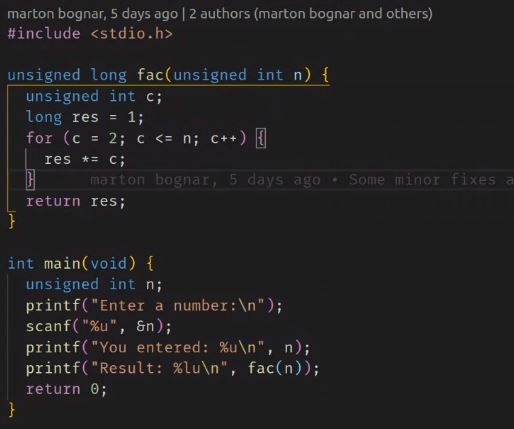 marton bognar, 5 days ago | 2 authors (marton bognar and others)
#include <stdio.h>
unsigned long fac(unsigned int n) {
unsigned int c;
long res = 1;
for (c = 2; c <= n; c++) {
res *= c;
} marton bognar, 5 days ago • Some minor fixes a
return res;
}
int main(void) {
unsigned int n;
printf("Enter a number:\n");
scanf("%u", &n);
printf("You entered: %u\n", n);
printf("Result: %lu\n", fac(n));
return 0;
}